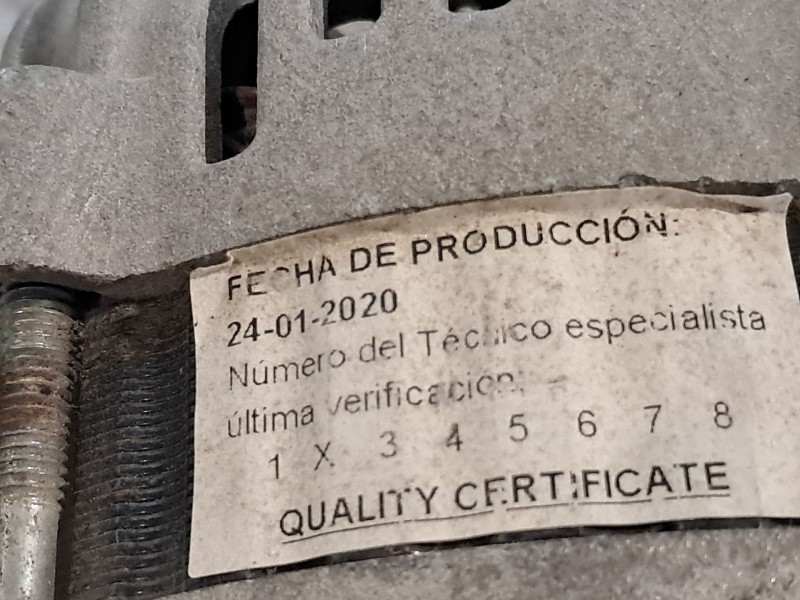 FECHA DE PRODUCCIÓN:
24-01-2020
Número del Técnico especialista
última verificación:
1 X 3 4 5 6 7 8
QUALITY CERTIFICATE